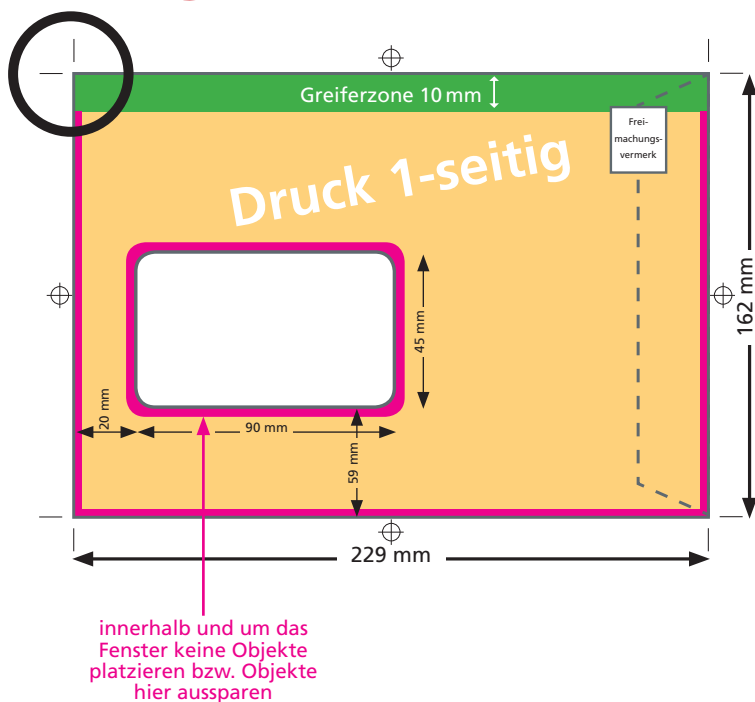 Greiferzone 10 mm
Frei-
machungs-
vermerk
Druck 1-seitig
45 mm
162 mm
20 mm
90 mm
59 mm
229 mm
innerhalb und um das
Fenster keine Objekte
platzieren bzw. Objekte
hier aussparen